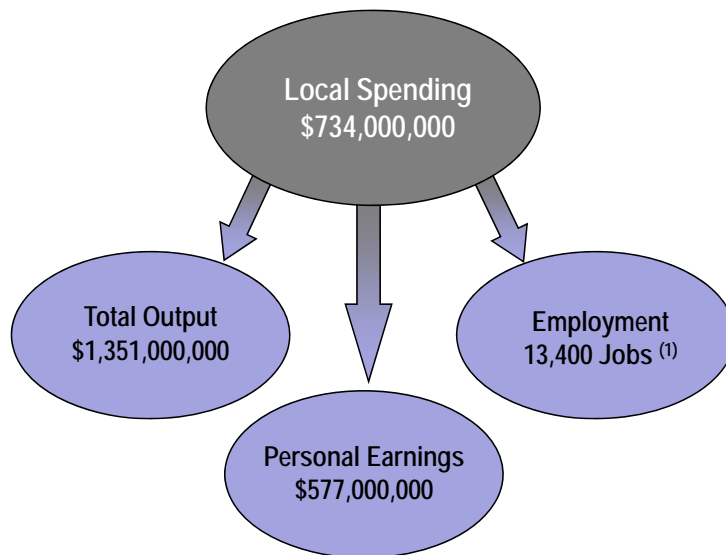 Local Spending
$734,000,000
Total Output
$1,351,000,000
Employment
13,400 Jobs (1)
Personal Earnings
$577,000,000